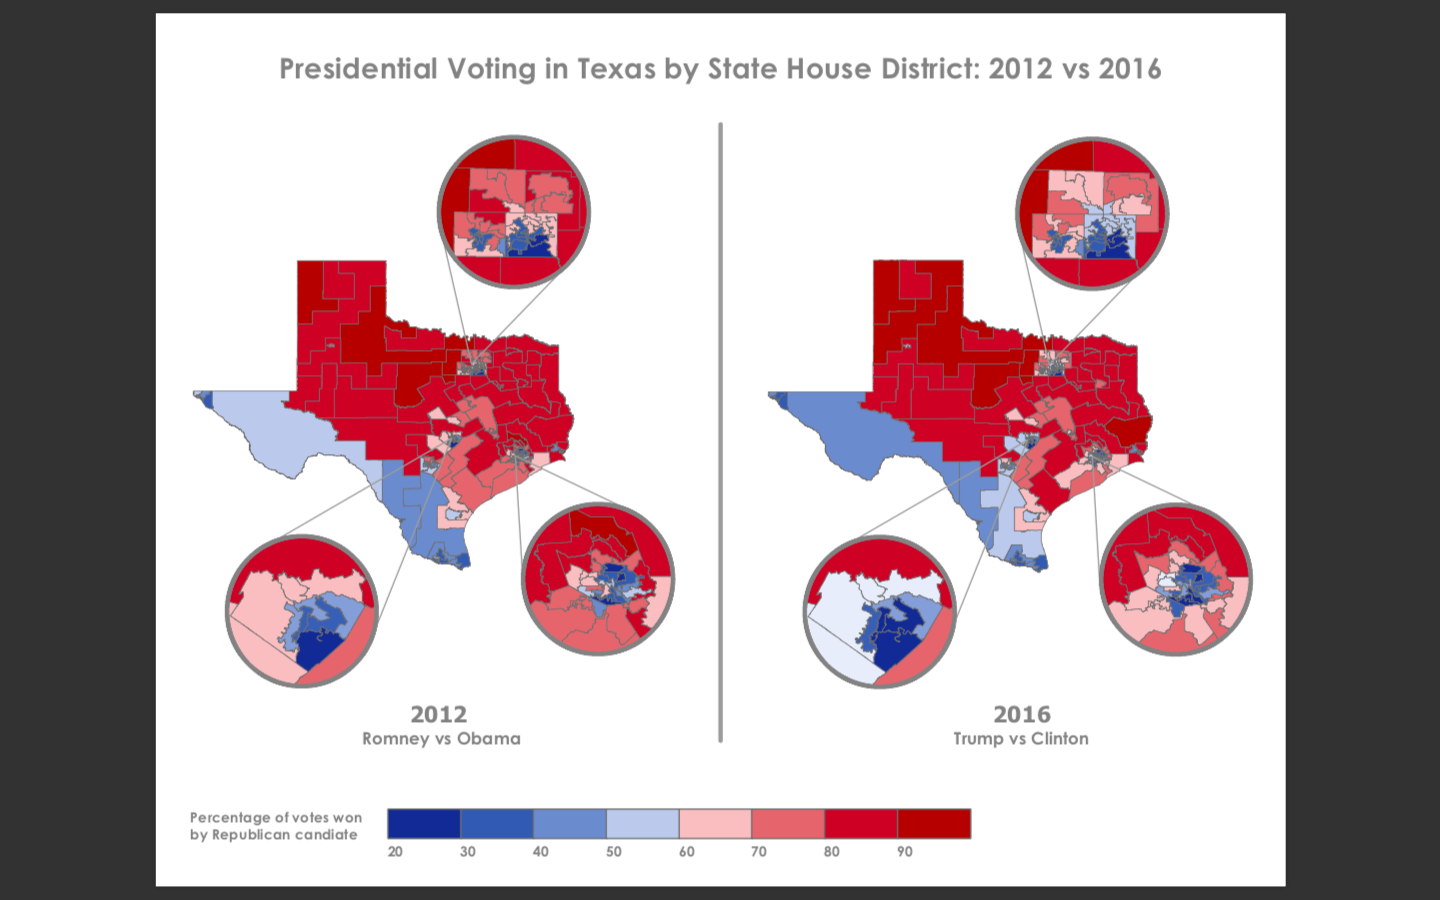 Presidential Voting in Texas by State House District: 2012 vs 2016
2012
Romney vs Obama
2016
Trump vs Clinton
Percentage of votes won
by Republican candiate
20 30 40 50 60 70 80 90